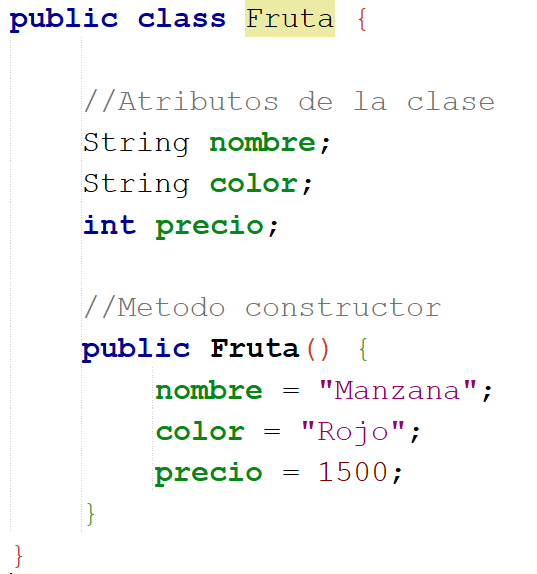 public class Fruta {
//Atributos de la clase
String nombre;
String color;
int precio;
//Metodo constructor
public Fruta() {
nombre = "Manzana";
color = "Rojo";
precio = 1500;
}
}